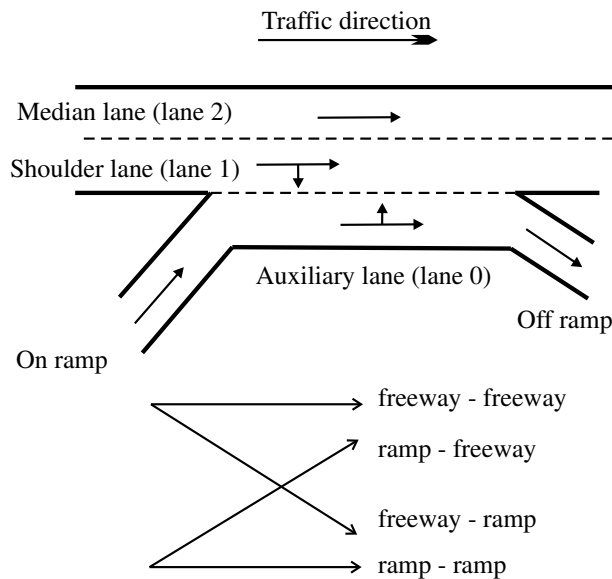 Traffic direction
Median lane (lane 2)
Shoulder lane (lane 1)
Auxiliary lane (lane 0)
Off ramp
On ramp
freeway - freeway
ramp - freeway
freeway - ramp
ramp - ramp